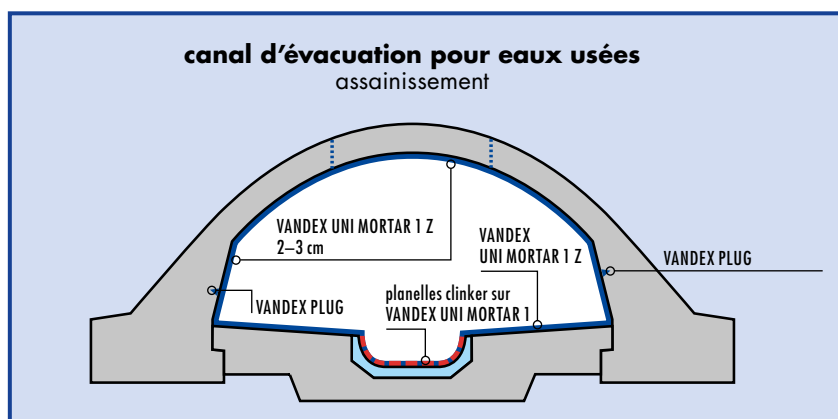 canal d'évacuation pour eaux usées
assainissement
VANDEX UNI MORTAR 1 Z
2–3 cm
VANDEX
UNI MORTAR 1 Z
VANDEX PLUG
VANDEX PLUG
planelles clinker sur
VANDEX UNI MORTAR 1